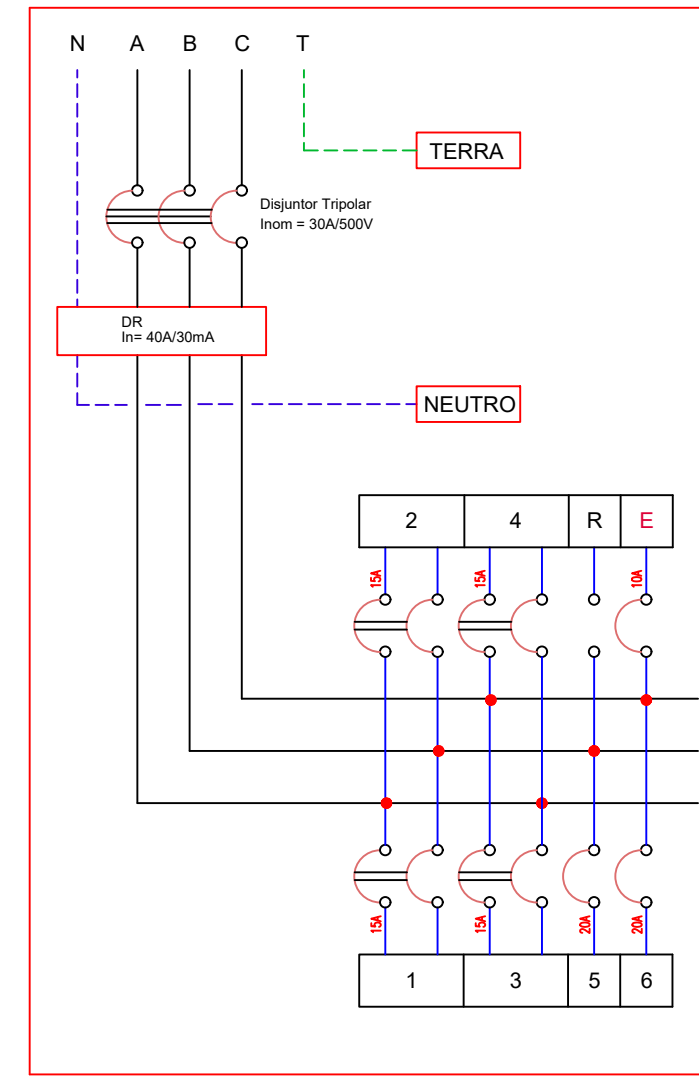 N A B C T
TERRA
Disjuntor Tripolar
Inom = 30A/500V
DR
In= 40A/30mA
NEUTRO
2 4 R E
15A 15A 10A
15A 15A 20A 20A
1 3 5 6